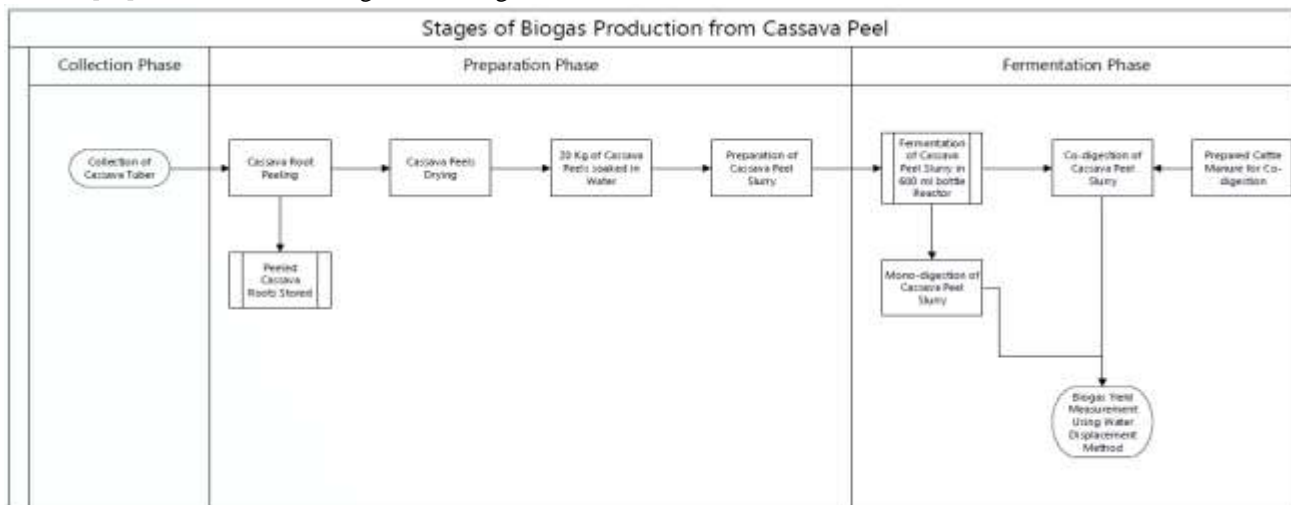 Stages of Biogas Production from Cassava Peel
Collection Phase
Preparation Phase
Fermentation Phase
Collection of
Cassava Tuber
Cassava Root
Peeling
Cassava Peels
Drying
20 Kg of Cassava
Peels soaked in
Water
Preparation of
Cassava Peel
Slurry
Fermentation
of Cassava
Peel Slurry in
600 ml bottle
Reactor
Co-digestion of
Cassava Peel
Slurry
Prepared Cattle
Manure for Co-
digestion
Peeled
Cassava
Roots Stored
Mono-digestion of
Cassava Peel
Slurry
Biogas Yield
Measurement
Using Water
Displacement
Method